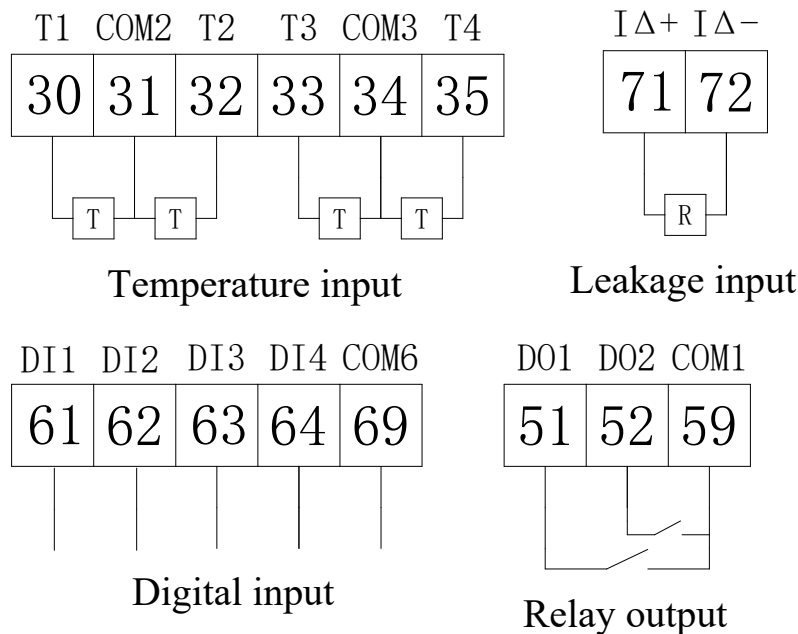 T1 COM2 T2 T3 COM3 T4
30 31 32 33 34 35
T T T T
Temperature input
IΔ+ IΔ-
71 72
R
Leakage input
DI1 DI2 DI3 DI4 COM6
61 62 63 64 69
Digital input
DO1 DO2 COM1
51 52 59
Relay output